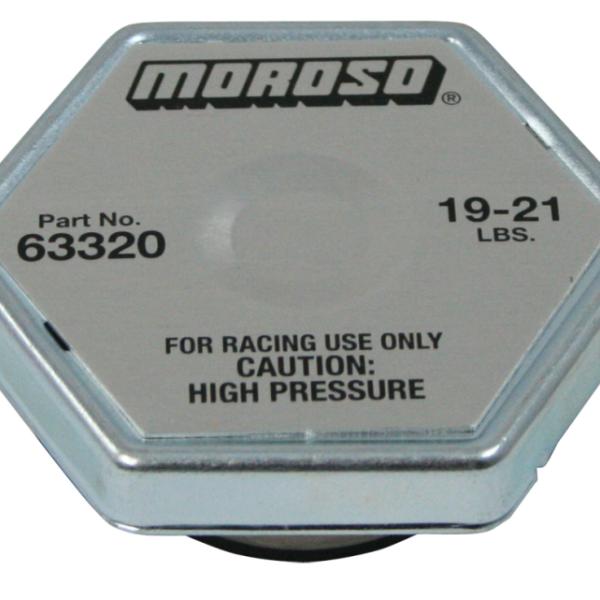 MOROSO®
Part No.
63320
19-21
LBS.
FOR RACING USE ONLY
CAUTION:
HIGH PRESSURE